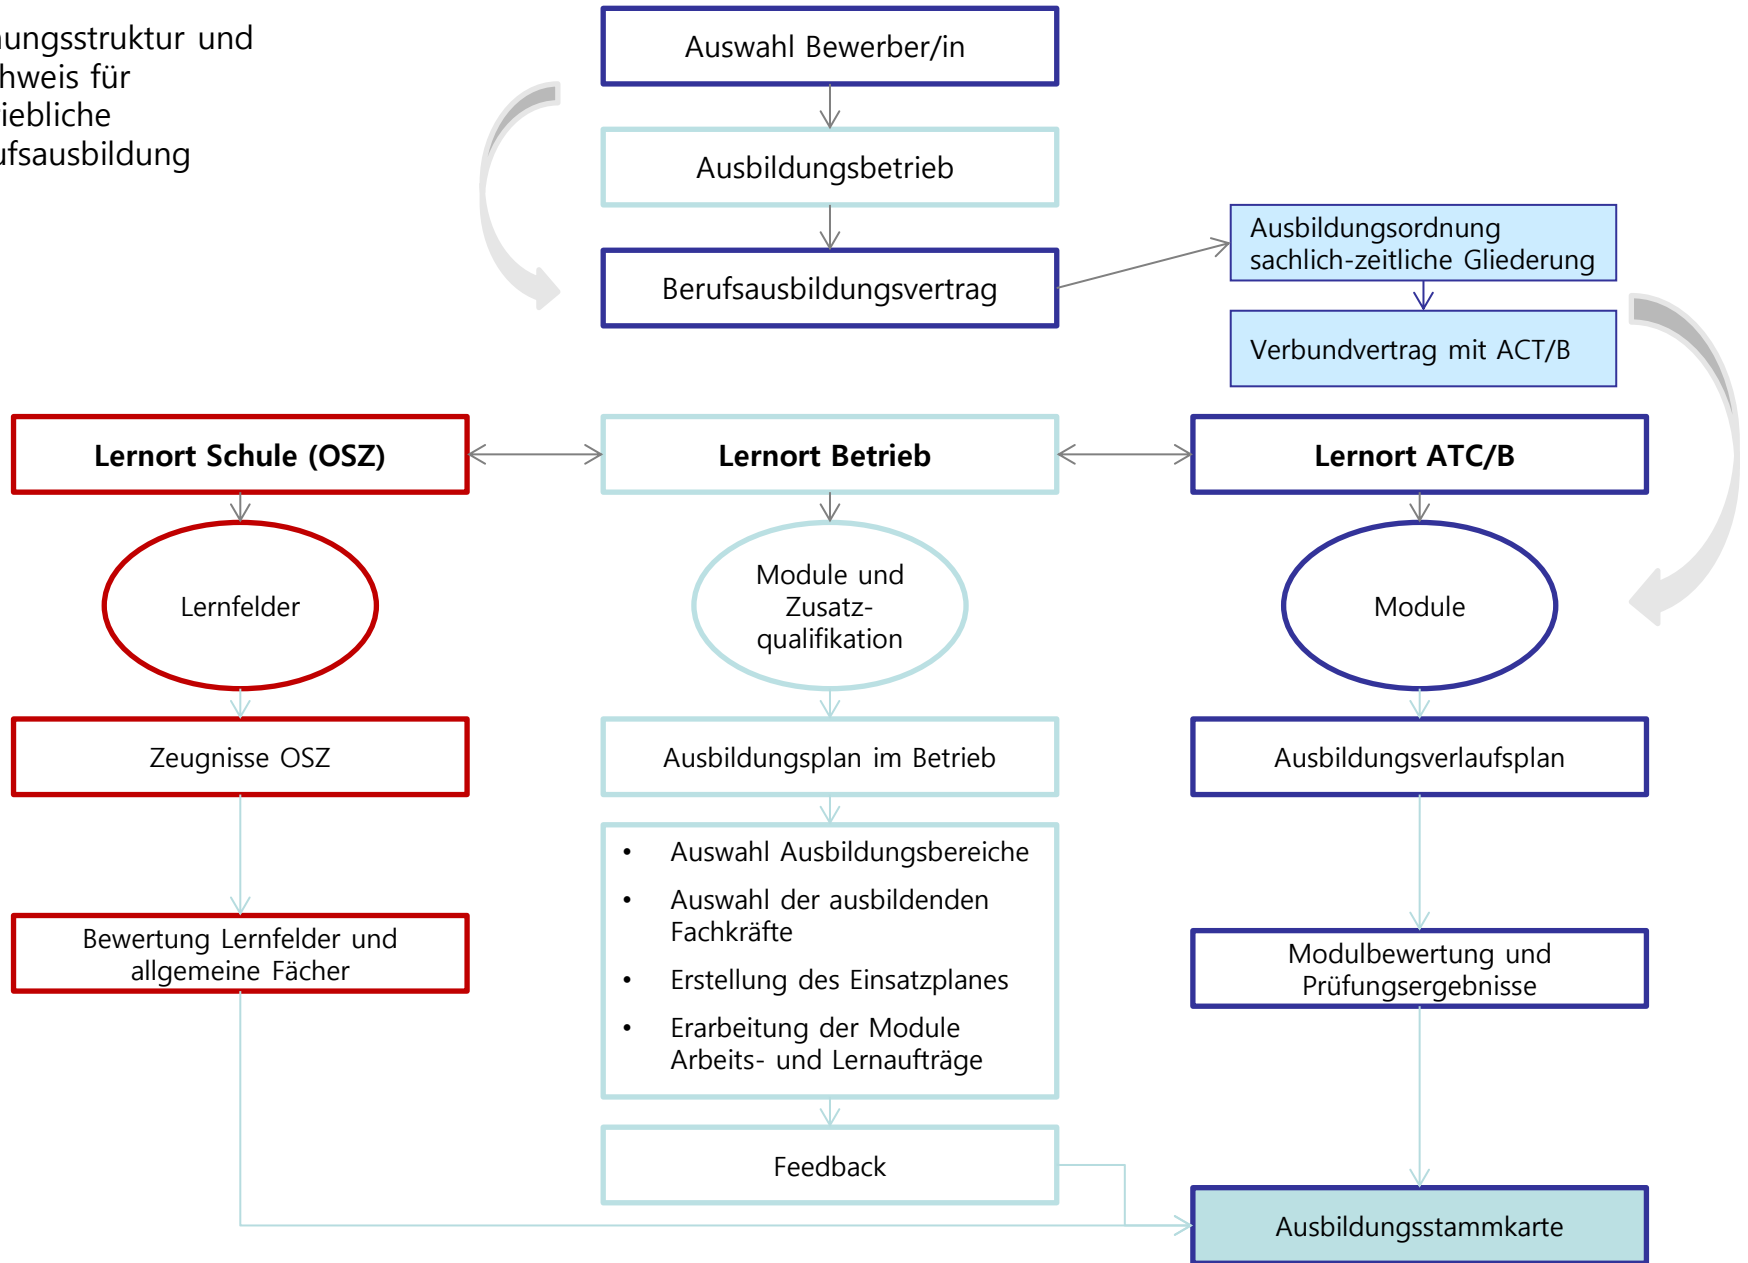 ungsstruktur und
hweis für
riebliche
ufsausbildung
Auswahl Bewerber/in
Ausbildungsbetrieb
Berufsausbildungsvertrag
Ausbildungsordnung
sachlich-zeitliche Gliederung
Verbundvertrag mit ACT/B
Lernort Schule (OSZ)
Lernort Betrieb
Lernort ATC/B
Lernfelder
Module und
Zusatz-
qualifikation
Module
Zeugnisse OSZ
Ausbildungsplan im Betrieb
Ausbildungsverlaufsplan
• Auswahl Ausbildungsbereiche
• Auswahl der ausbildenden
Fachkräfte
• Erstellung des Einsatzplanes
• Erarbeitung der Module
Arbeits- und Lernaufträge
Bewertung Lernfelder und
allgemeine Fächer
Modulbewertung und
Prüfungsergebnisse
Feedback
Ausbildungsstammkarte